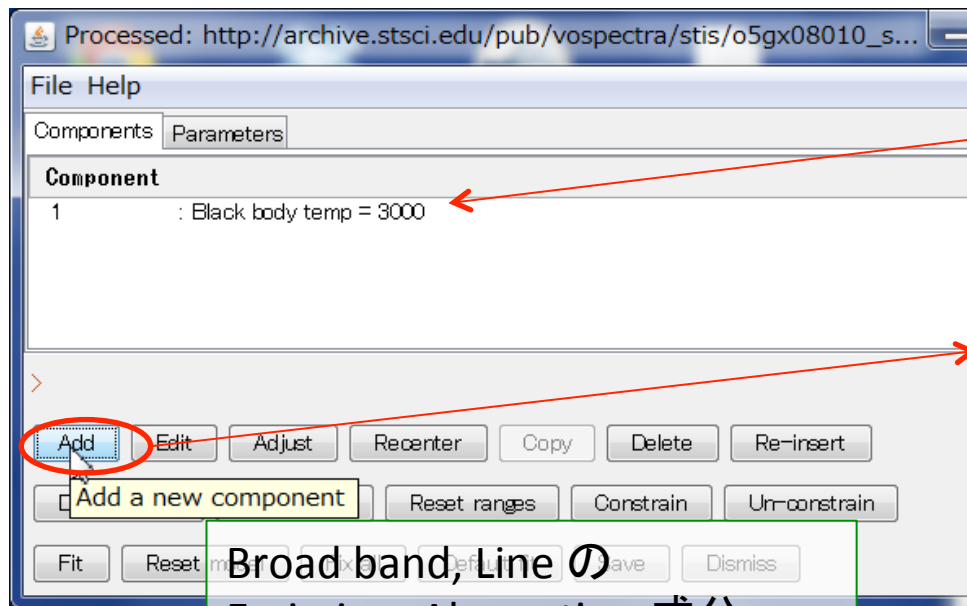 Processed: http://archive.stsci.edu/pub/vospectra/stis/o5gx08010_s...
File Help
Components Parameters
Component
1 : Black body temp = 3000
>
Add Edit Adjust Recenter Copy Delete Re-insert
Add a new component Reset ranges Constrain Un-constrain
Fit Reset
Broad band, Line の
Save Dismiss